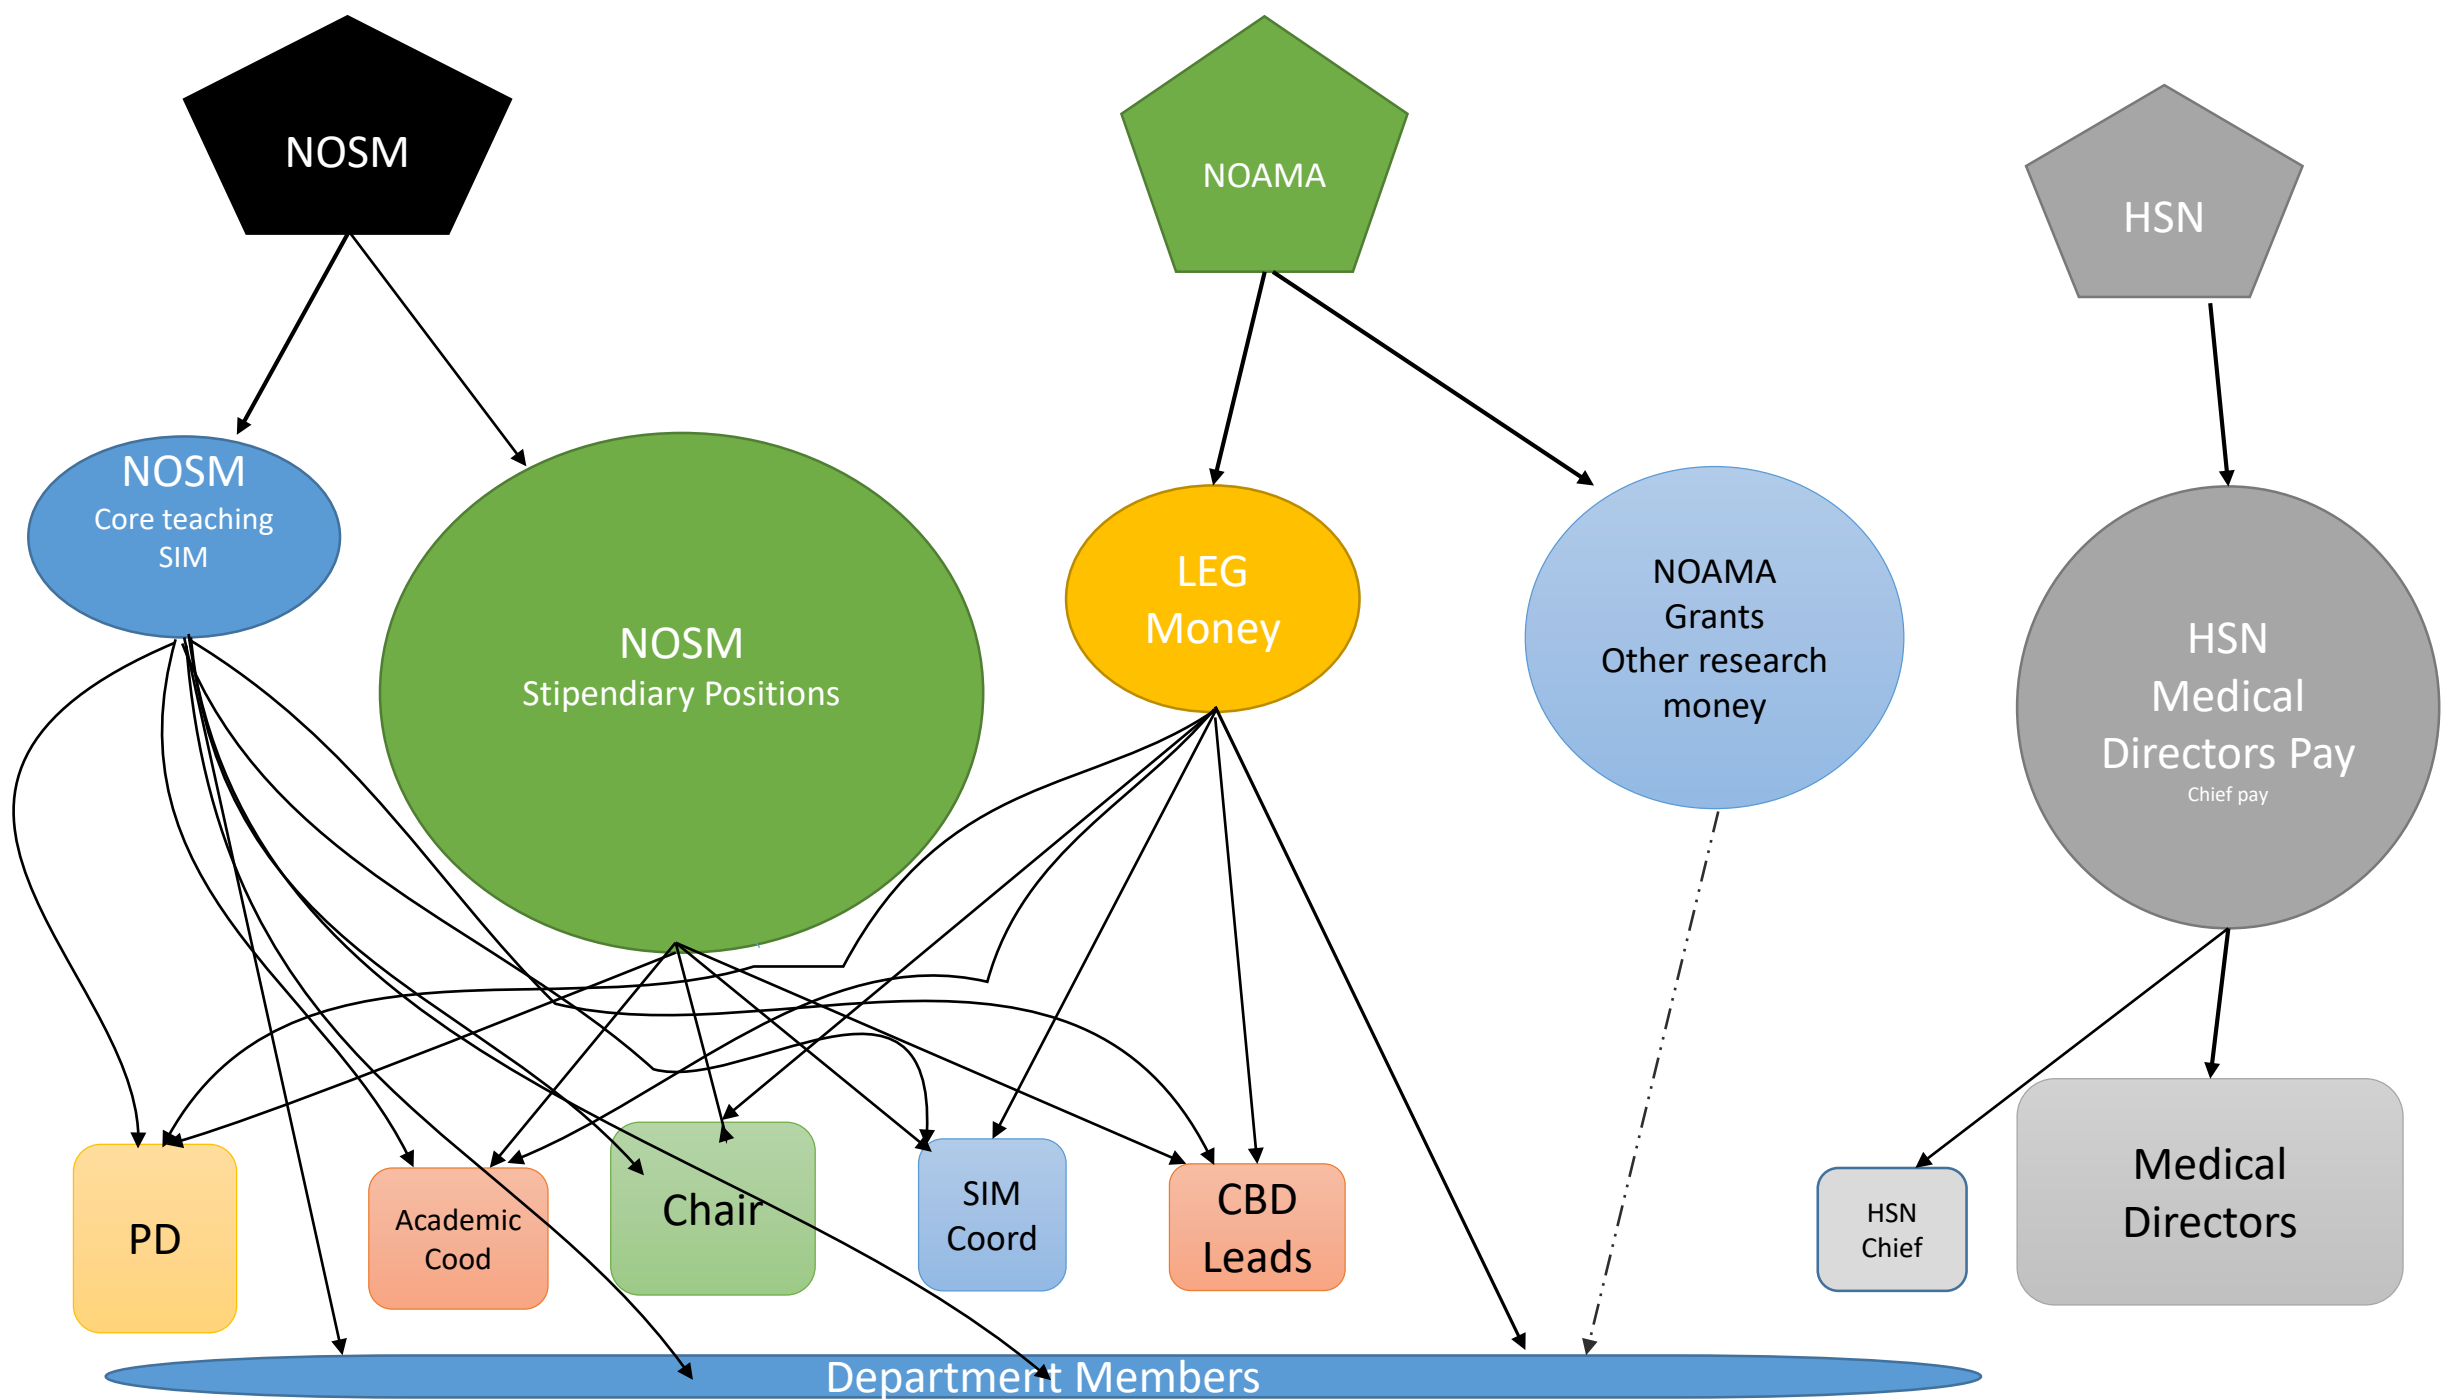 NOSM
NOAMA
HSN
NOSM
Core teaching
SIM
NOSM
Stipendiary Positions
LEG
Money
NOAMA
Grants
Other research
money
HSN
Medical
Directors Pay
Chief pay
PD
Academic
Cood
Chair
SIM
Coord
CBD
Leads
HSN
Chief
Medical
Directors
Department Members